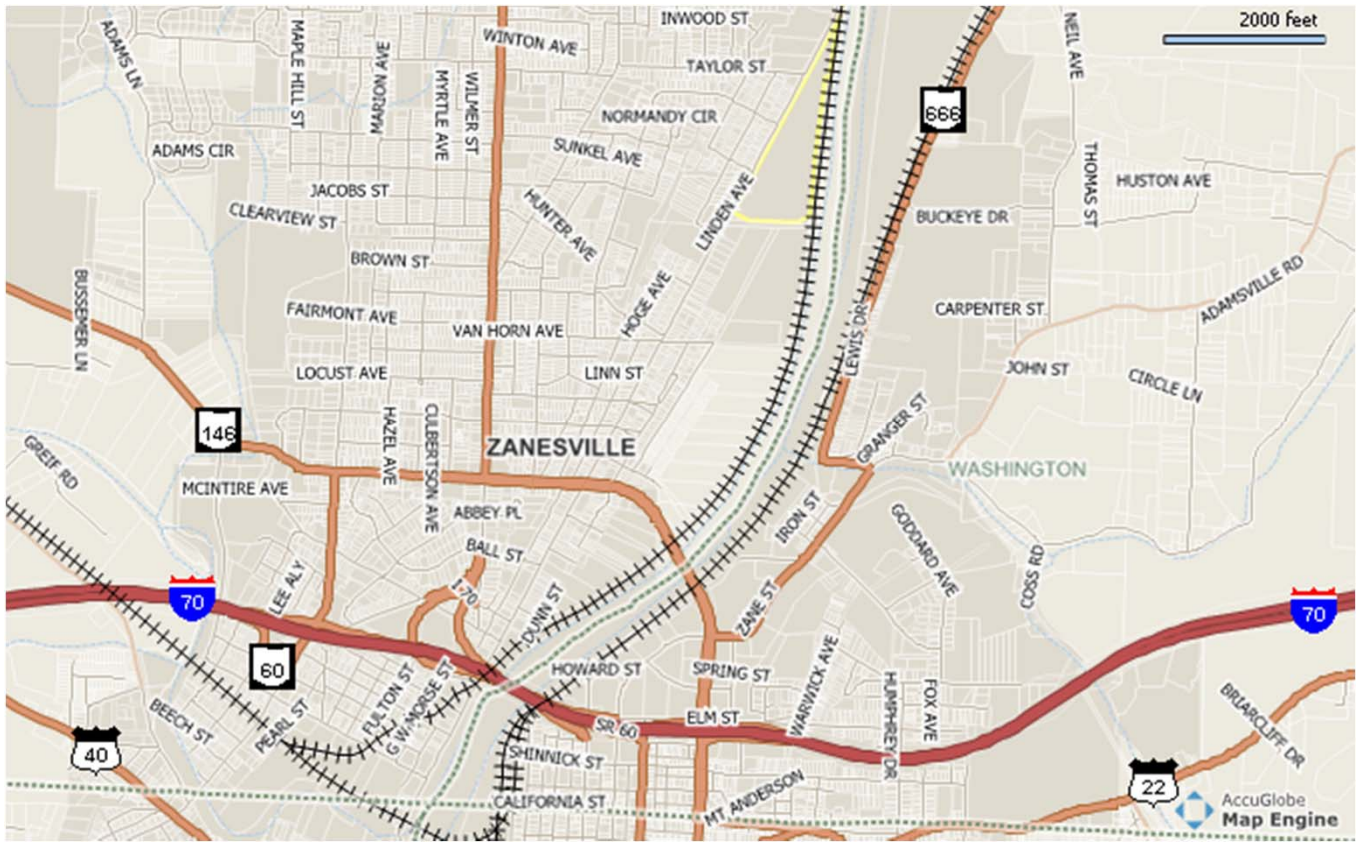 INWOOD ST
2000 feet
ADAMS LN
MAPLE HILL ST
MARION AVE
WINTON AVE
NEIL AVE
TAYLOR ST
MYRTLE AVE
WILMER ST
666
NORMANDY CIR
ADAMS CIR
SUNKEL AVE
THOMAS ST
JACOBS ST
HUSTON AVE
CLEARVIEW ST
HUNTER AVE
LINDEN AVE
BUCKEYE DR
BROWN ST
BUSSEMER LN
HOGE AVE
ADAMSVILLE RD
FAIRMONT AVE
VAN HORN AVE
LEWIS DR
CARPENTER ST
LOCUST AVE
LINN ST
JOHN ST
CIRCLE LN
146
HAZEL AVE
CULBERTSON AVE
ZANESVILLE
GRANGER ST
GREIF RD
WASHINGTON
MCINTIRE AVE
ABBEY PL
IRON ST
GODDARD AVE
BALL ST
COSS RD
LEE ALY
I-70
70
DUNN ST
ZANE ST
70
60
HOWARD ST
SPRING ST
WARWICK AVE
FULTON ST
G W MORSE ST
HUMPHREY DR
FOX AVE
BRIARCLIFF DR
BEECH ST
PEARL ST
SR 60
ELM ST
40
SHINNICK ST
22
CALIFORNIA ST
MT ANDERSON
AccuGlobe
Map Engine